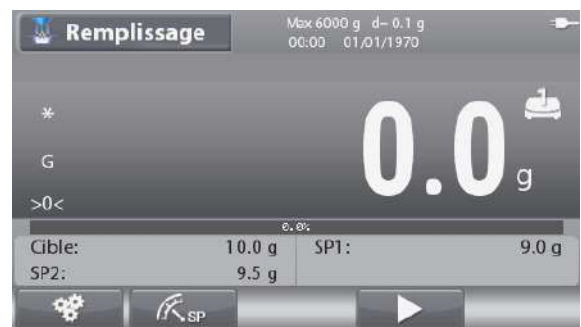 Remplissage
Max 6000 g d= 0.1 g
00:00 01/01/1970
*
1
G
0.0 g
>0<
0.0%
Cible: 10.0 g SP1: 9.0 g
SP2: 9.5 g
SP